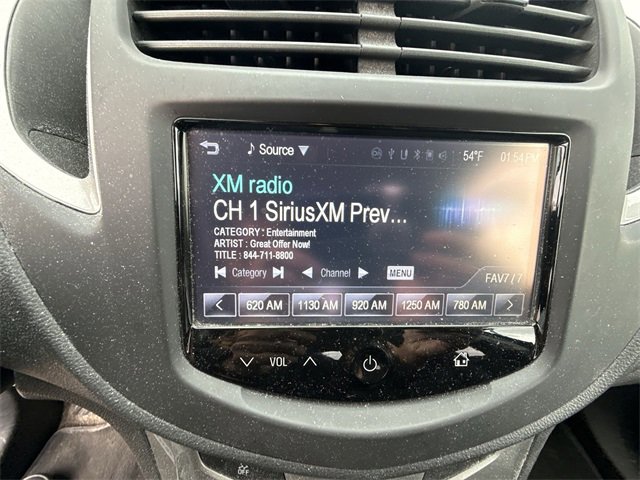 Source 54°F 01:54 PM
XM radio
CH 1 SiriusXM Prev...
CATEGORY : Entertainment
ARTIST : Great Offer Now!
TITLE : 844-711-8800
Category Channel MENU
FAV7/7
< 620 AM 1130 AM 920 AM 1250 AM 780 AM >
VOL
OFF